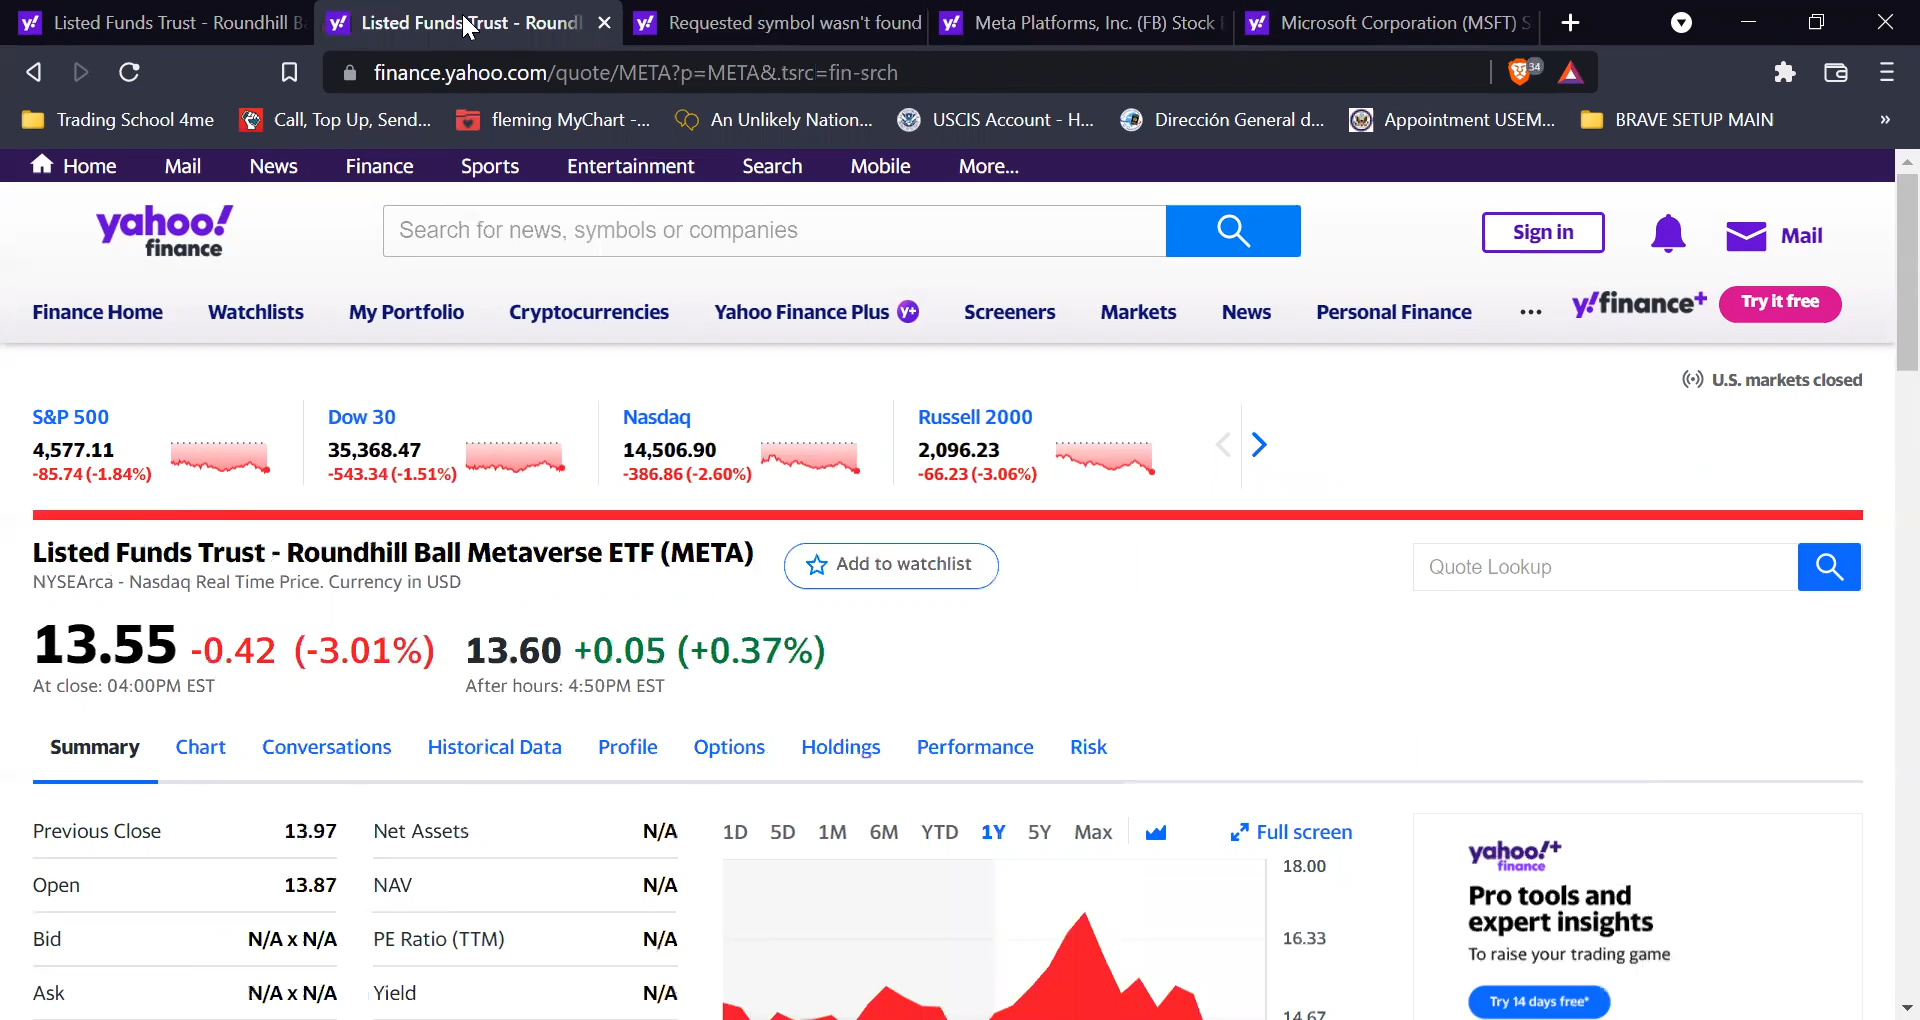 Listed Funds Trust - Roundhill B
Listed Funds Trust - Round
Requested symbol wasn't found
Meta Platforms, Inc. (FB) Stock
Microsoft Corporation (MSFT) S
finance.yahoo.com/quote/META?p=META&.tsrc=fin-srch
34
Trading School 4me
Call, Top Up, Send...
fleming MyChart -...
An Unlikely Nation...
USCIS Account - H...
Dirección General d...
Appointment USEM...
BRAVE SETUP MAIN
»
Home Mail News Finance Sports Entertainment Search Mobile More...
yahoo!
finance
Search for news, symbols or companies
Sign in
Mail
Finance Home Watchlists My Portfolio Cryptocurrencies Yahoo Finance Plus y+ Screeners Markets News Personal Finance ... y!finance+ Try it free
U.S. markets closed
S&P 500
4,577.11
-85.74 (-1.84%)
Dow 30
35,368.47
-543.34 (-1.51%)
Nasdaq
14,506.90
-386.86 (-2.60%)
Russell 2000
2,096.23
-66.23 (-3.06%)
Listed Funds Trust - Roundhill Ball Metaverse ETF (META)
NYSEArca - Nasdaq Real Time Price. Currency in USD
Add to watchlist
Quote Lookup
13.55 -0.42 (-3.01%)
At close: 04:00PM EST
13.60 +0.05 (+0.37%)
After hours: 4:50PM EST
Summary Chart Conversations Historical Data Profile Options Holdings Performance Risk
Previous Close 13.97
Open 13.87
Bid N/A x N/A
Ask N/A x N/A
Net Assets N/A
NAV N/A
PE Ratio (TTM) N/A
Yield N/A
1D 5D 1M 6M YTD 1Y 5Y Max
Full screen
18.00
16.33
14.67
yahoo!+
finance
Pro tools and
expert insights
To raise your trading game
Try 14 days free*